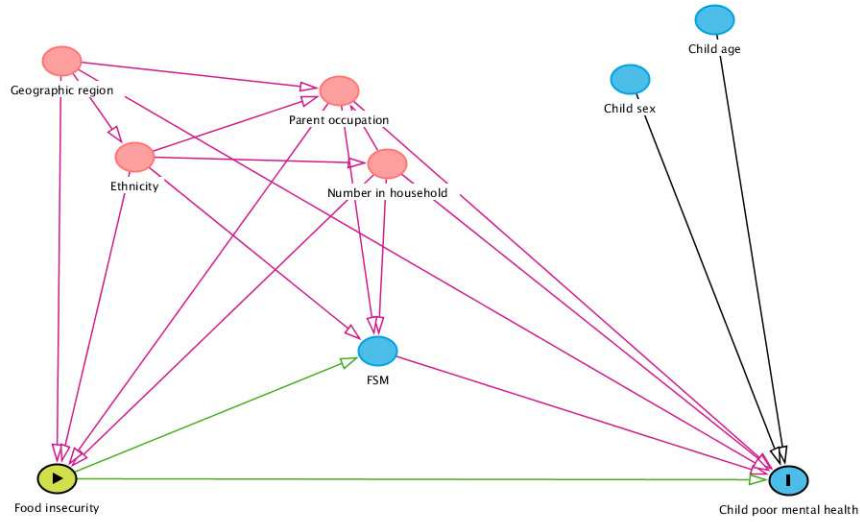 Child age
Geographic region
Child sex
Parent occupation
Ethnicity
Number in household
FSM
Food insecurity
Child poor mental health